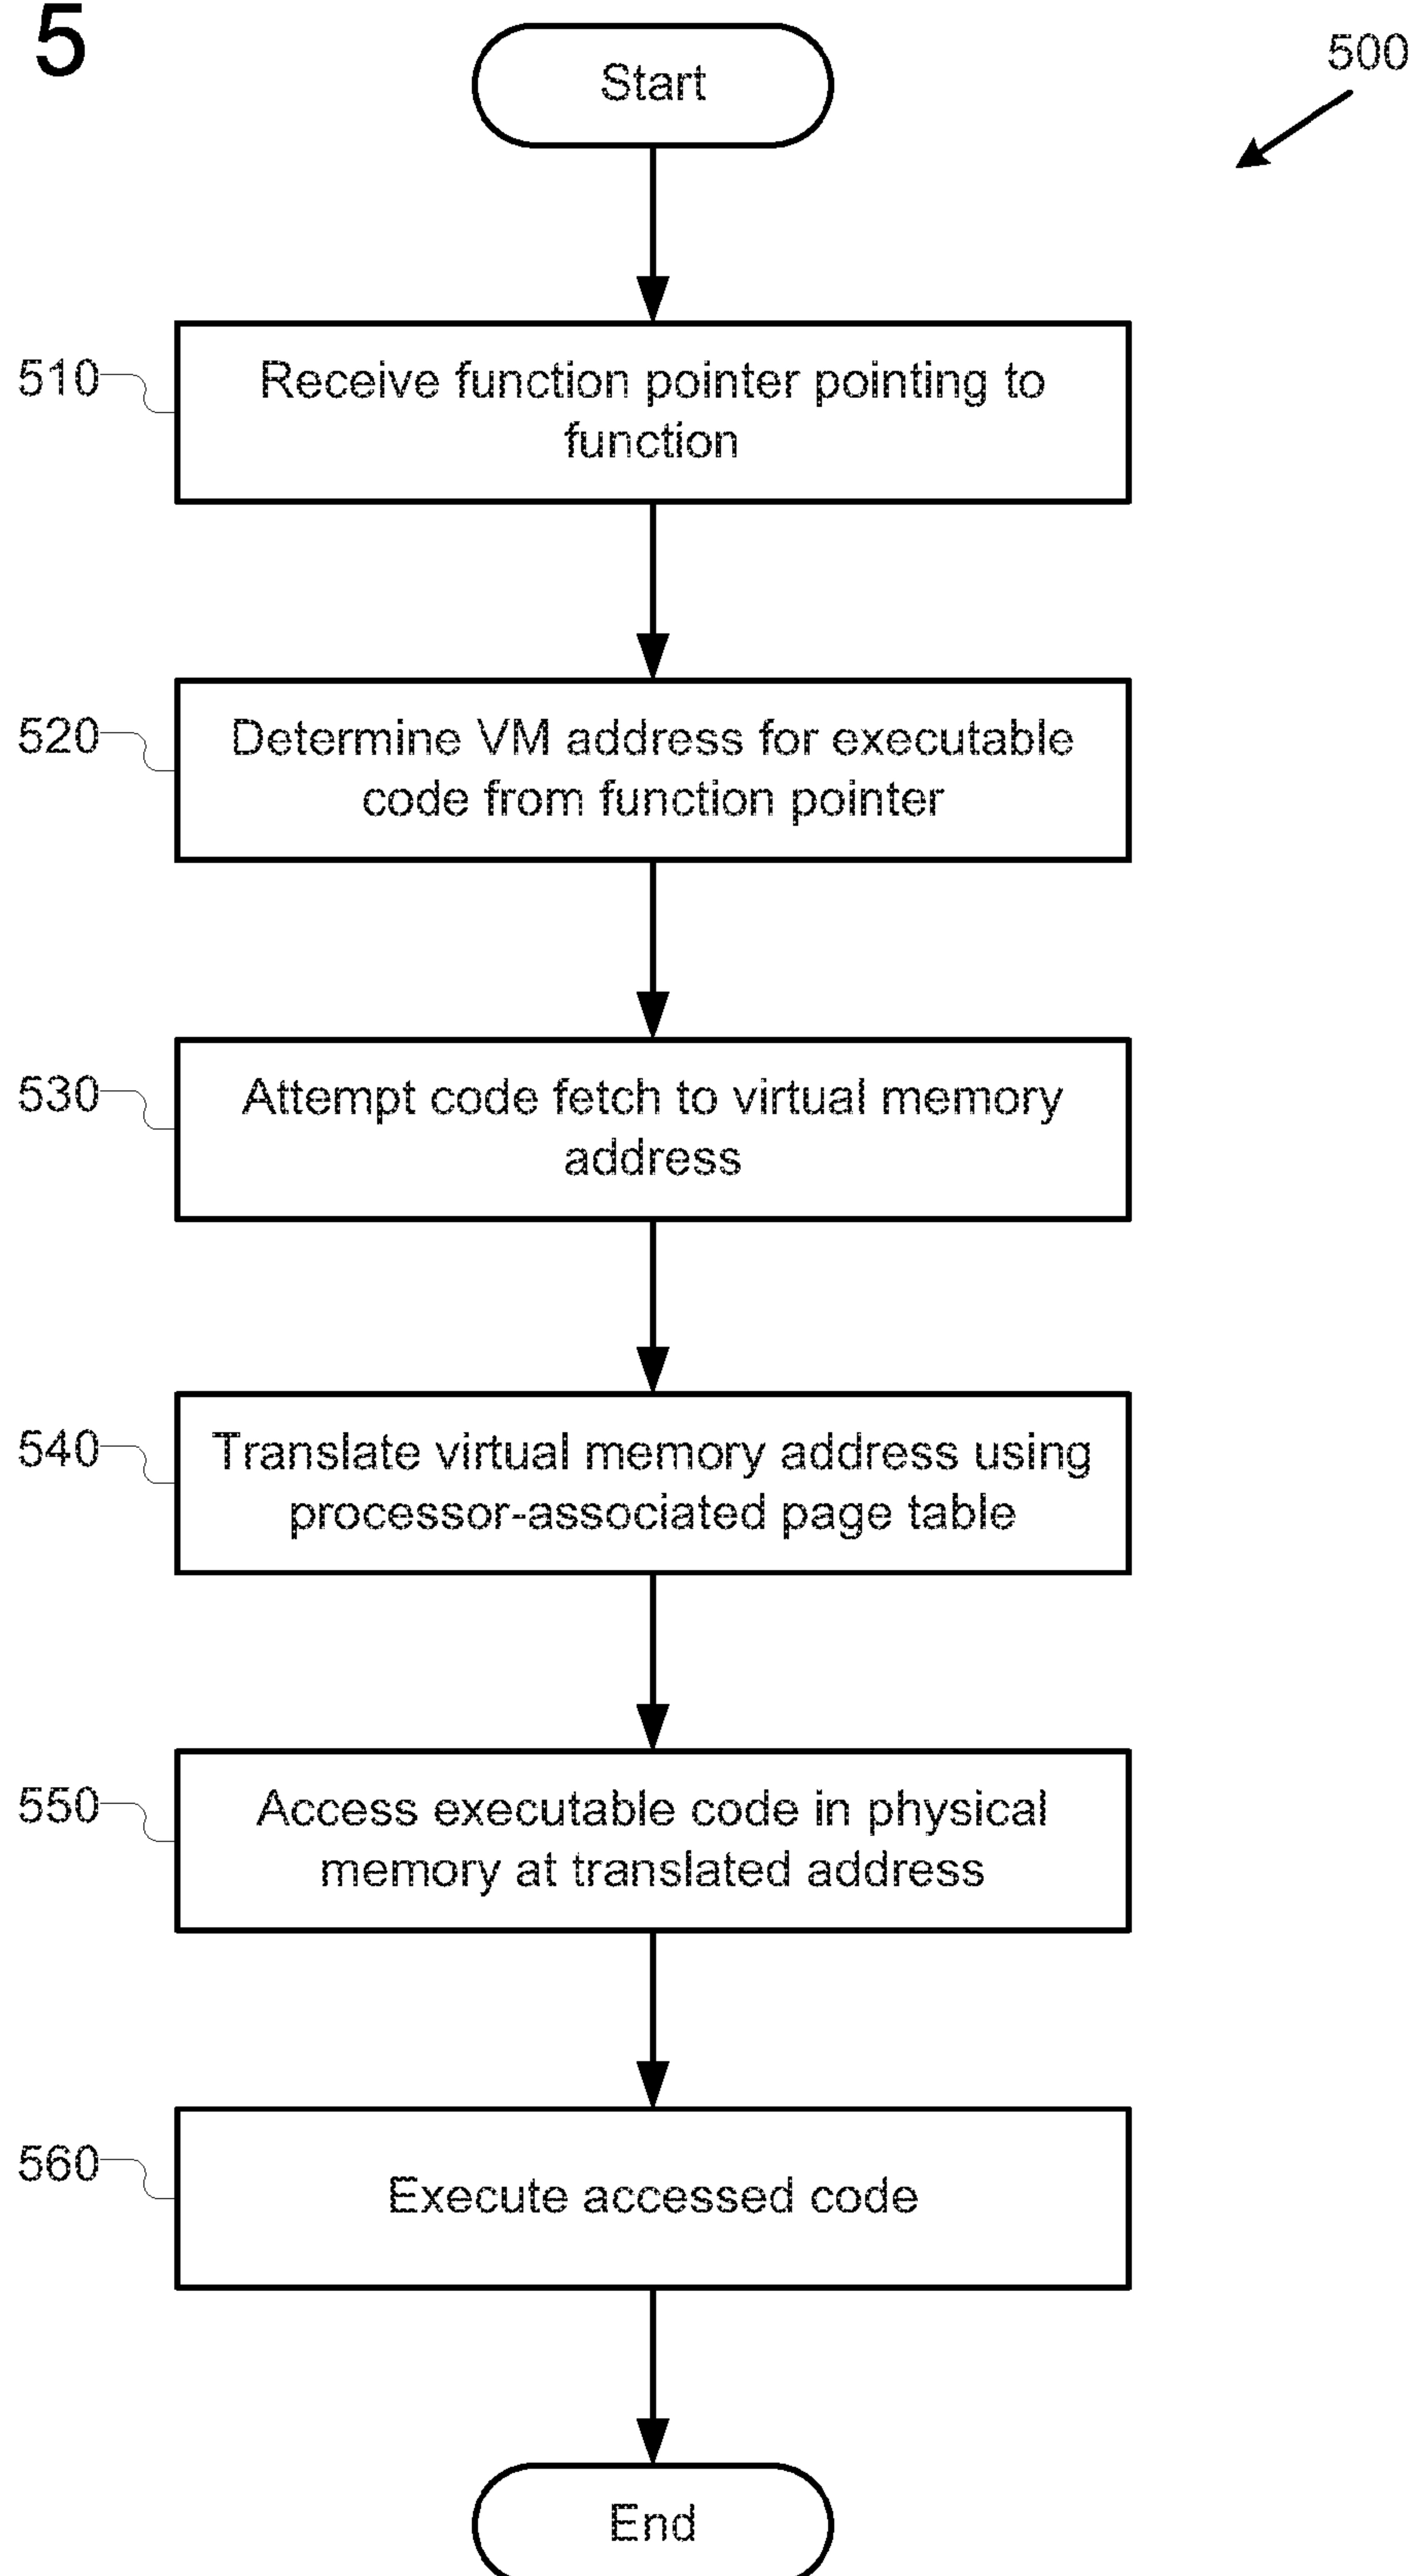 5
500
Start
510
Receive function pointer pointing to
function
520
Determine VM address for executable
code from function pointer
530
Attempt code fetch to virtual memory
address
540
Translate virtual memory address using
processor-associated page table
550
Access executable code in physical
memory at translated address
560
Execute accessed code
End